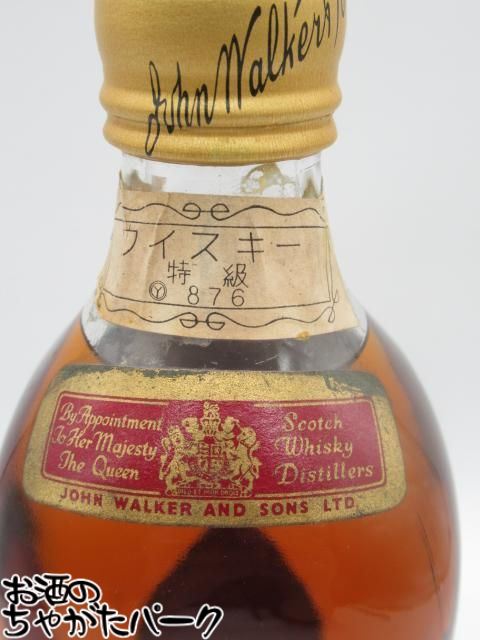 John Walker's
ウイスキー
特級
Ⓨ876
By Appointment
To Her Majesty
The Queen
Scotch
Whisky
Distillers
JOHN WALKER AND SONS LTD.
お酒の
ちゃがたパーク